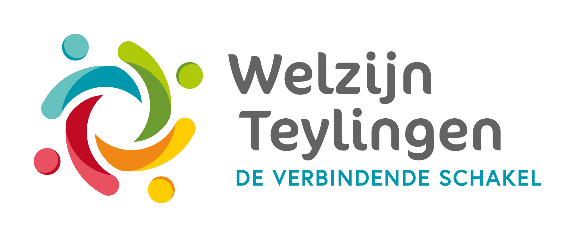 Welzijn
Teylingen
DE VERBINDENDE SCHAKEL